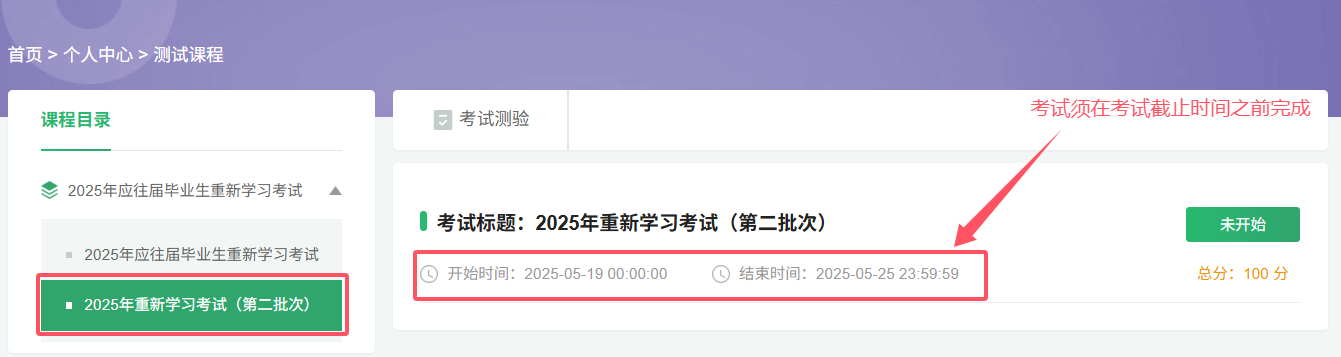 首页 > 个人中心 > 测试课程
课程目录
2025年应往届毕业生重新学习考试
2025年应往届毕业生重新学习考试
2025年重新学习考试（第二批次）
考试测验
考试须在考试截止时间之前完成
考试标题：2025年重新学习考试（第二批次）
未开始
开始时间：2025-05-19 00:00:00
结束时间：2025-05-25 23:59:59
总分：100 分